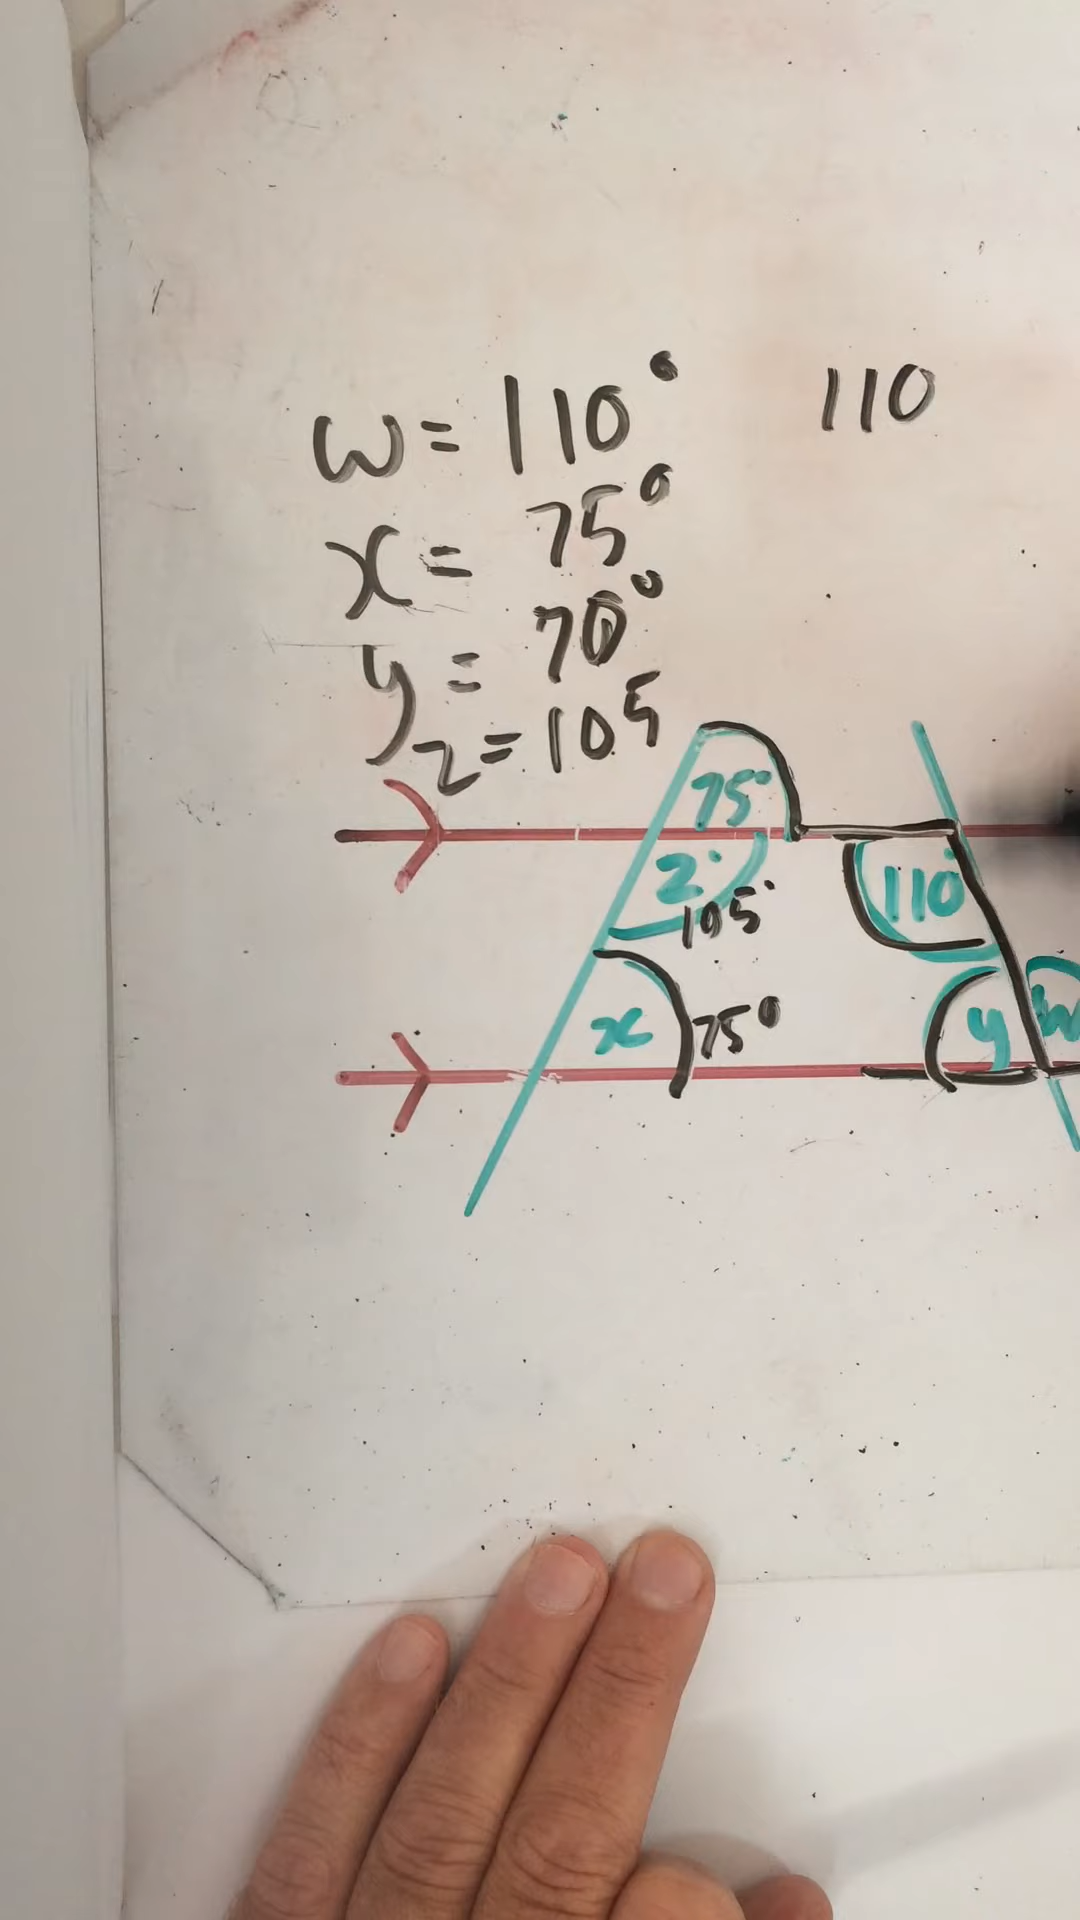 w = 110°
110
x = 75°
y = 70°
z = 105
75°
z°
105°
110°
x
75°
y
w